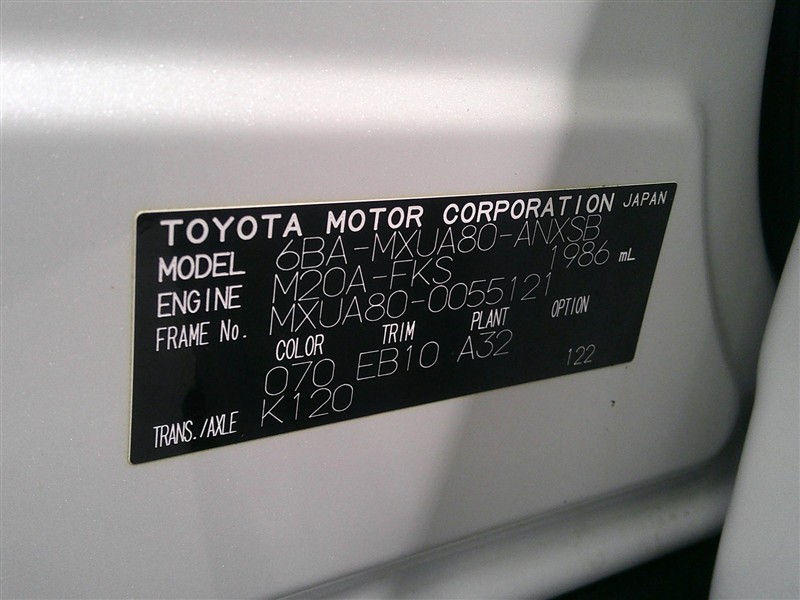 TOYOTA MOTOR CORPORATION JAPAN
MODEL 6BA-MXUA80-ANXSB
ENGINE M20A-FKS 1986 mL
FRAME No. MXUA80-0055121
COLOR TRIM PLANT OPTION
070 EB10 A32 122
TRANS./AXLE K120